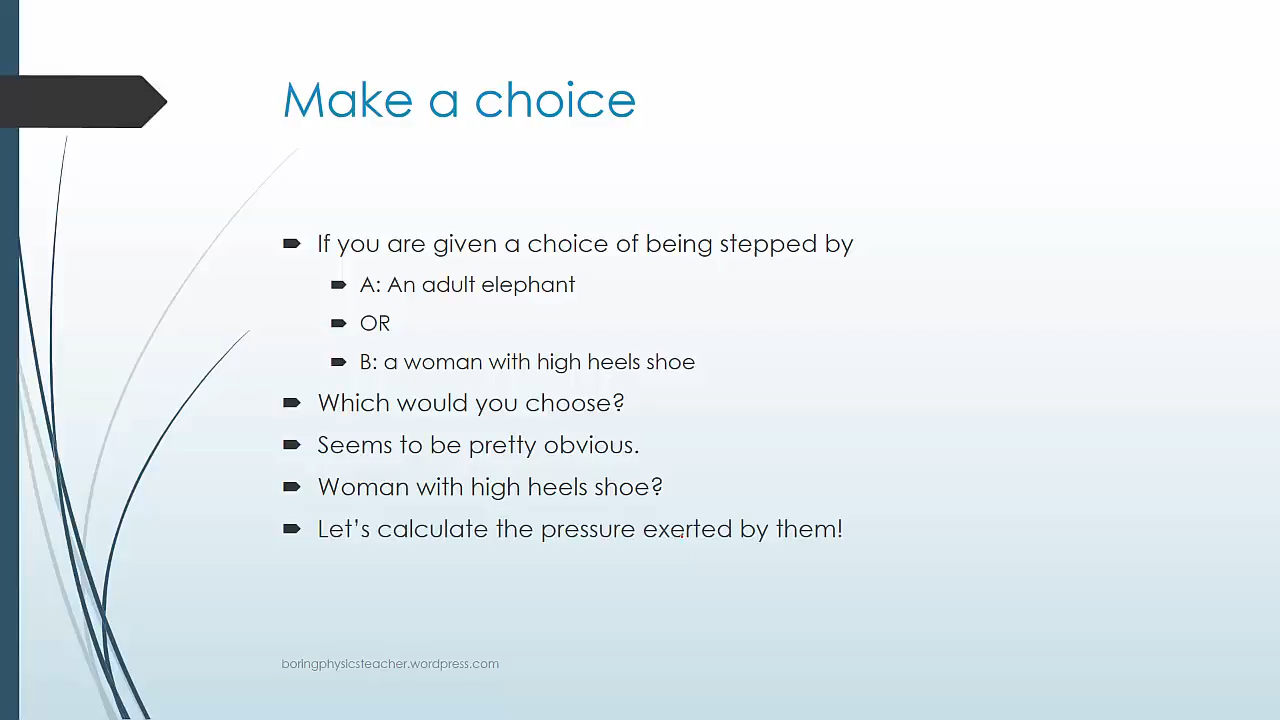 Make a choice
If you are given a choice of being stepped by
A: An adult elephant
OR
B: a woman with high heels shoe
Which would you choose?
Seems to be pretty obvious.
Woman with high heels shoe?
Let’s calculate the pressure exerted by them!
boringphysicsteacher.wordpress.com